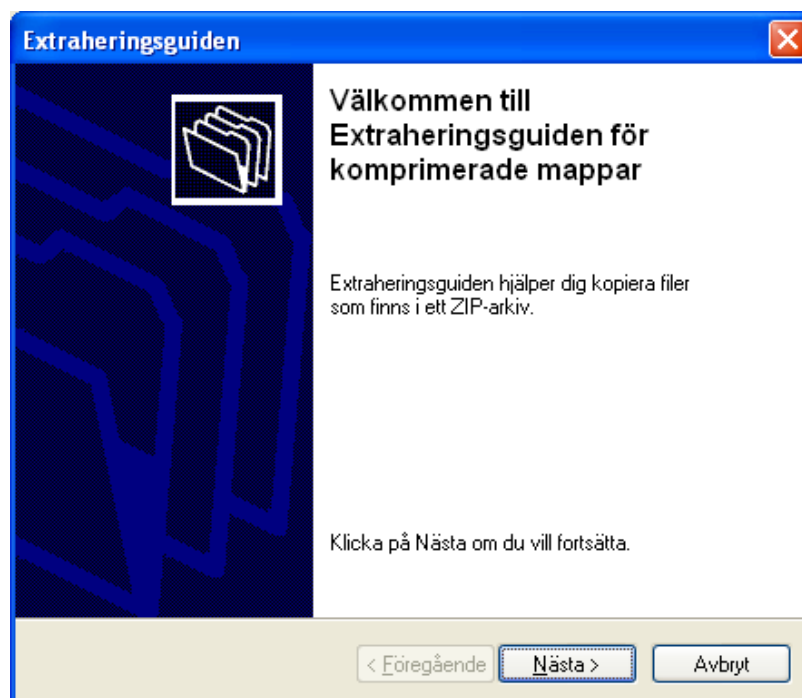 Extraheringsguiden
Välkommen till
Extraheringsguiden för
komprimerade mappar
Extraheringsguiden hjälper dig kopiera filer
som finns i ett ZIP-arkiv.
Klicka på Nästa om du vill fortsätta.
< Föregående
Nästa >
Avbryt